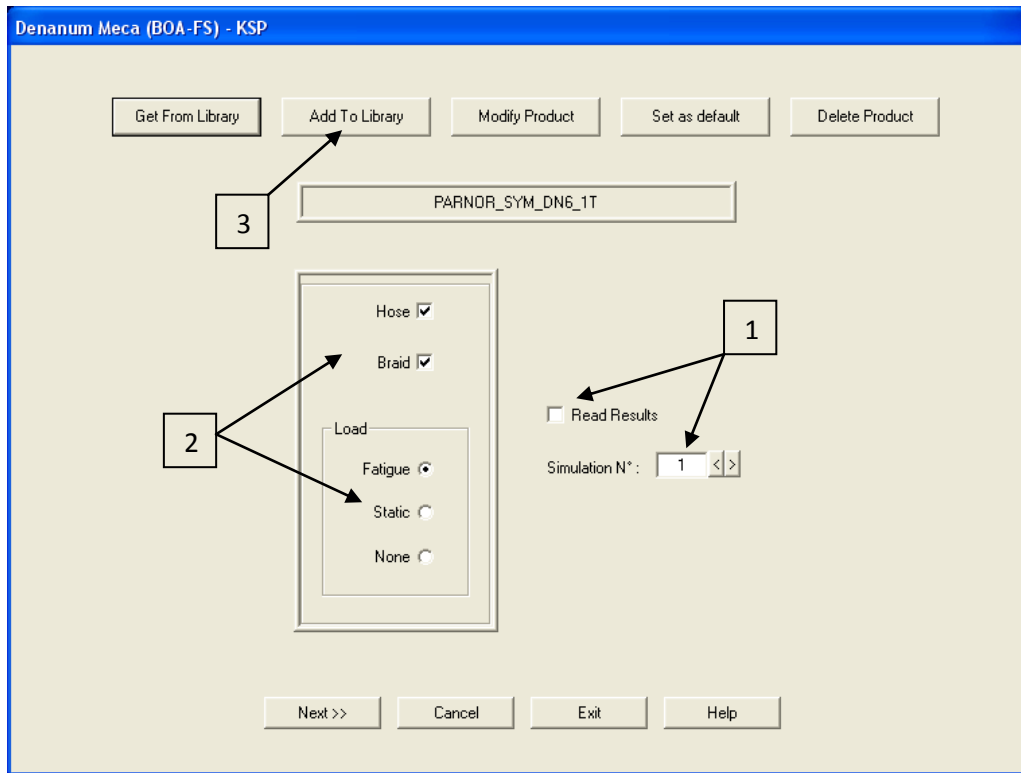 Denanum Meca (BOA-FS) - KSP
Get From Library
Add To Library
Modify Product
Set as default
Delete Product
3
PARNOR_SYM_DN6_1T
Hose
Braid
1
Read Results
2
Load
Fatigue
Simulation N° : 1 < >
Static
None
Next >>
Cancel
Exit
Help